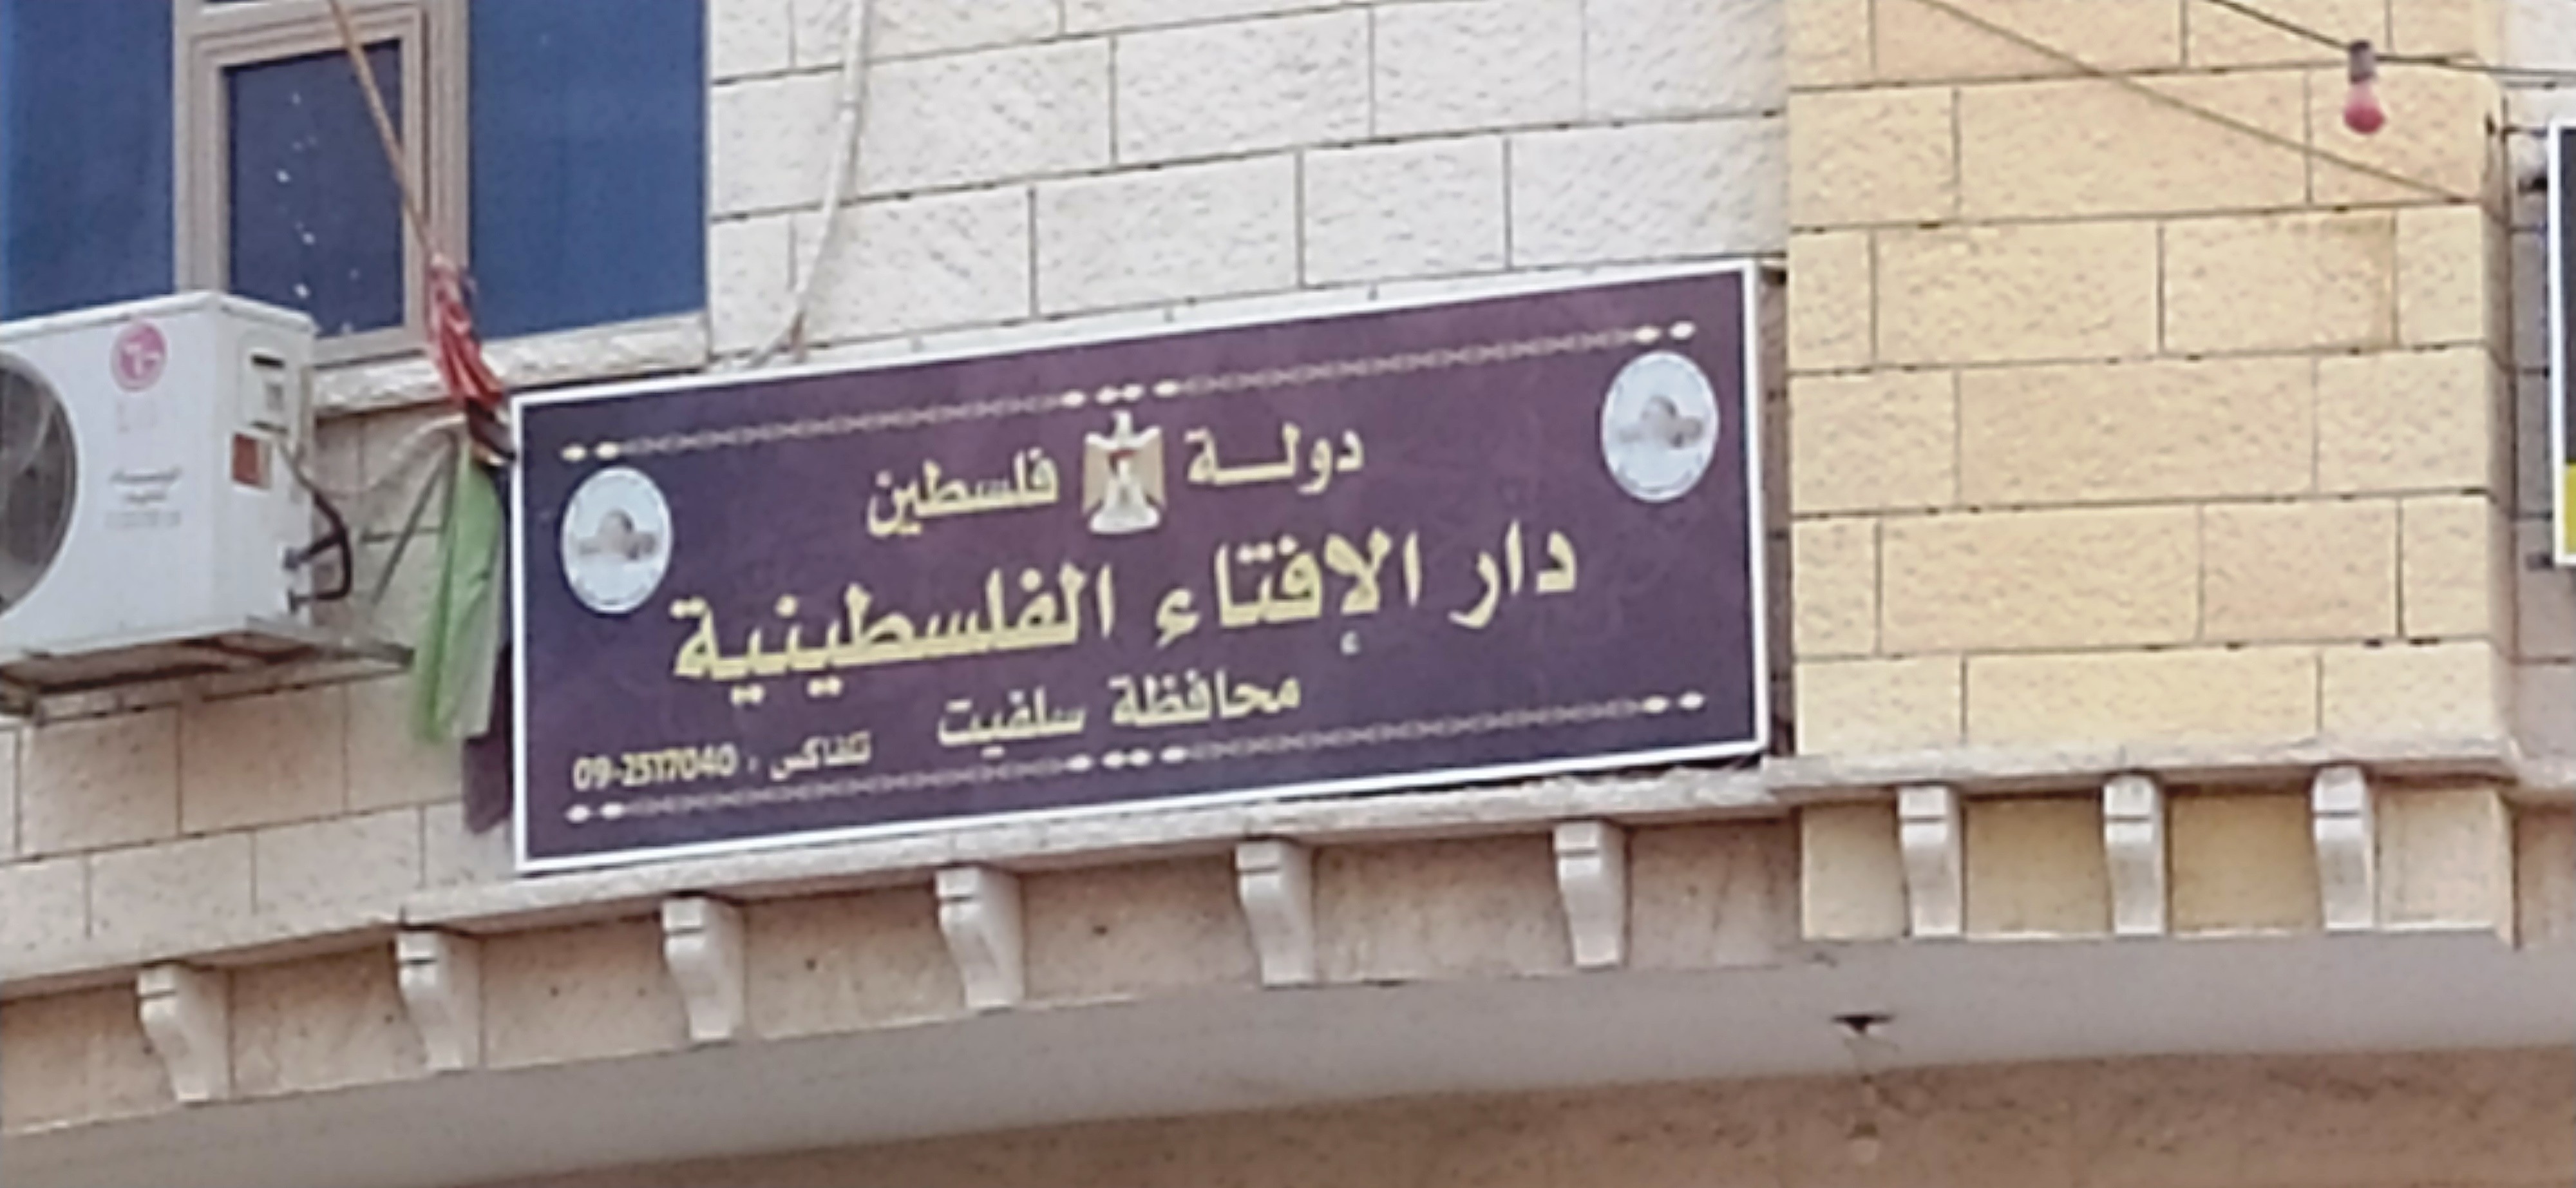 دولة فلسطين
دار الإفتاء الفلسطينية
محافظة سلفيت
تلفاكس : 09-2517040